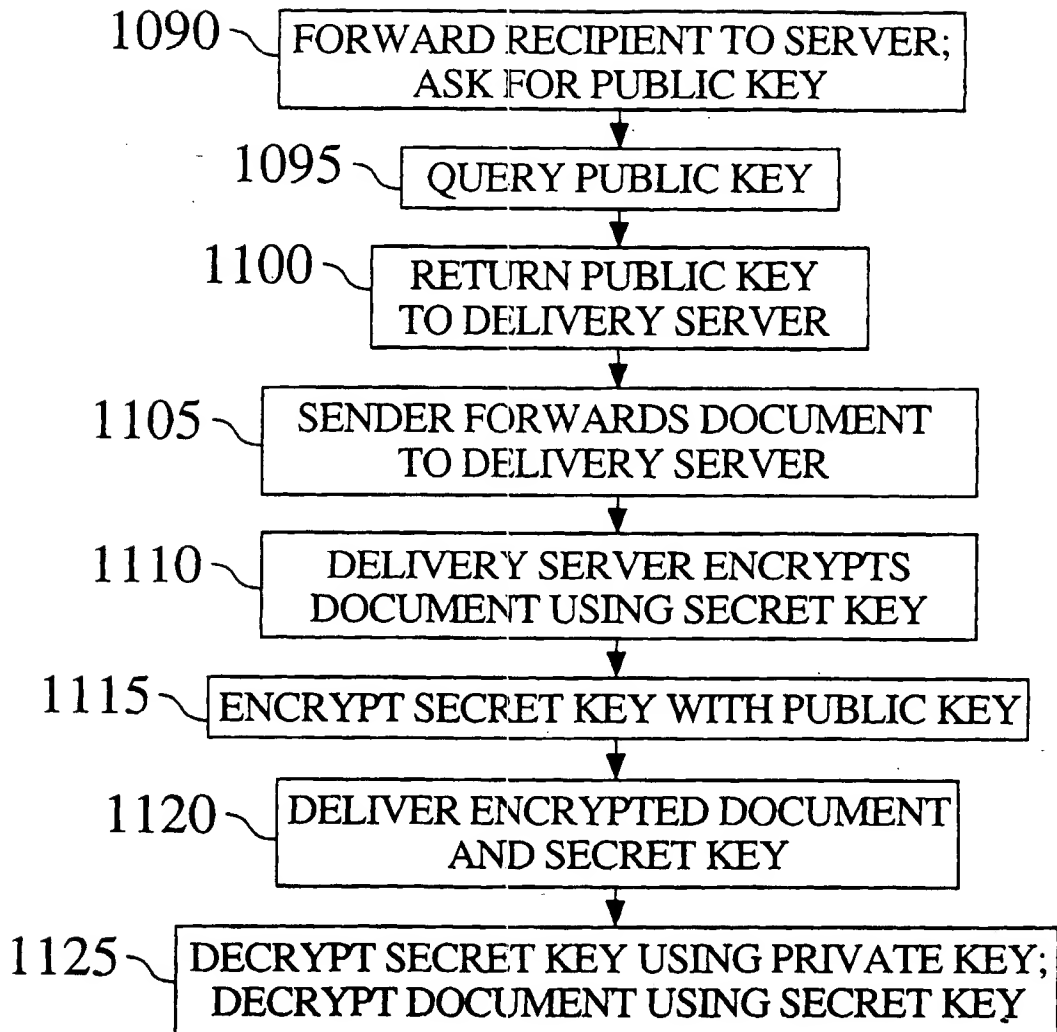 1090
FORWARD RECIPIENT TO SERVER;
ASK FOR PUBLIC KEY
1095
QUERY PUBLIC KEY
1100
RETURN PUBLIC KEY
TO DELIVERY SERVER
1105
SENDER FORWARDS DOCUMENT
TO DELIVERY SERVER
1110
DELIVERY SERVER ENCRYPTS
DOCUMENT USING SECRET KEY
1115
ENCRYPT SECRET KEY WITH PUBLIC KEY
1120
DELIVER ENCRYPTED DOCUMENT
AND SECRET KEY
1125
DECRYPT SECRET KEY USING PRIVATE KEY;
DECRYPT DOCUMENT USING SECRET KEY